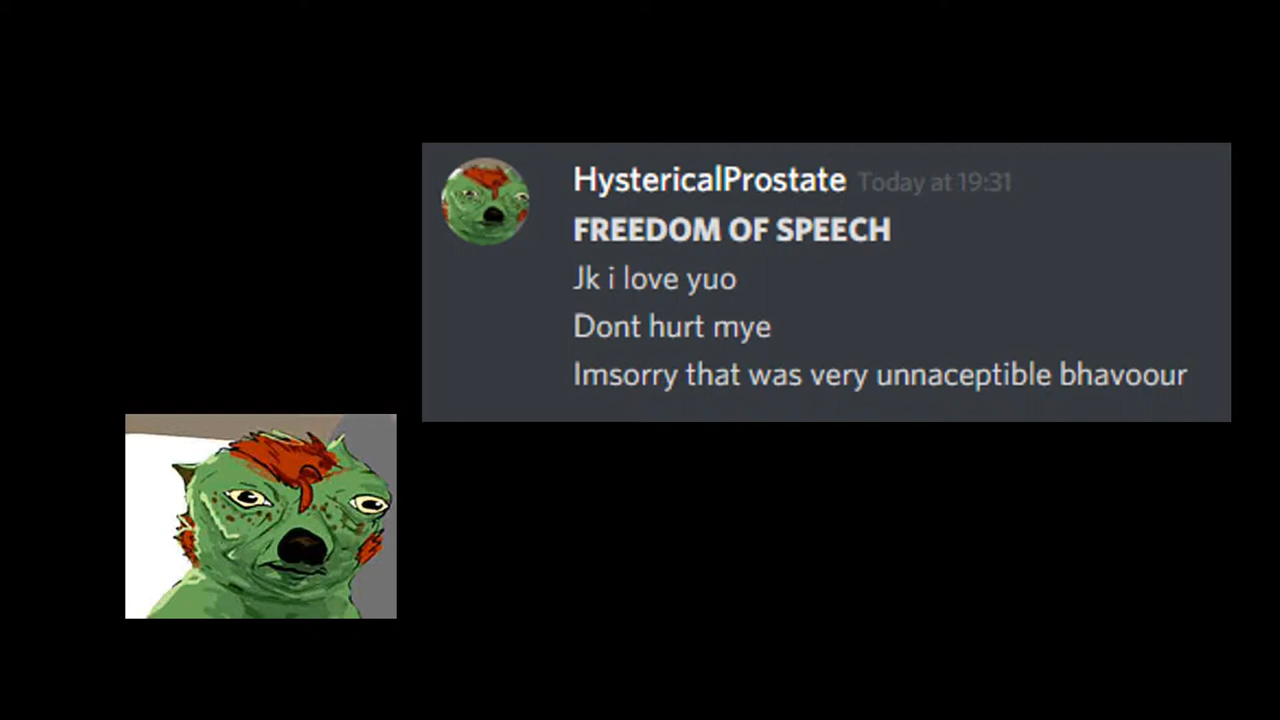 HystericalProstate Today at 19:31
FREEDOM OF SPEECH
Jk i love yuo
Dont hurt mye
Imsorry that was very unnaceptible bhavoour